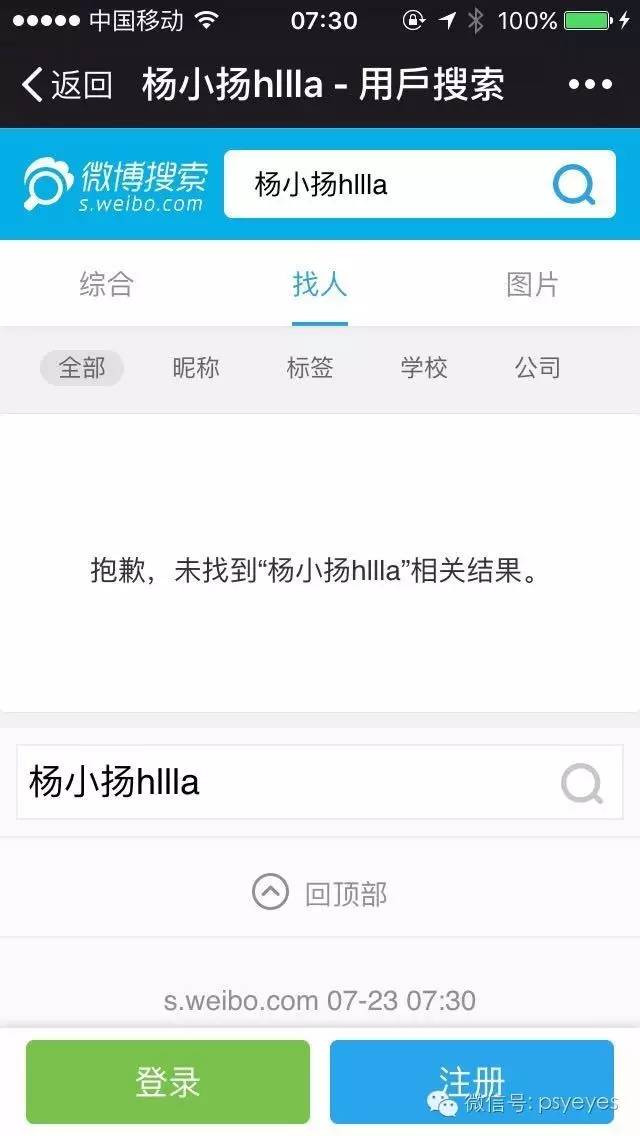 中国移动 07:30 100%
返回 杨小扬hllla - 用戶搜索
微博搜索 杨小扬hllla
s.weibo.com
综合 找人 图片
全部 昵称 标签 学校 公司
抱歉，未找到“杨小扬hllla”相关结果。
杨小扬hllla
回顶部
s.weibo.com 07-23 07:30
登录 注册
微信号: psyeyes